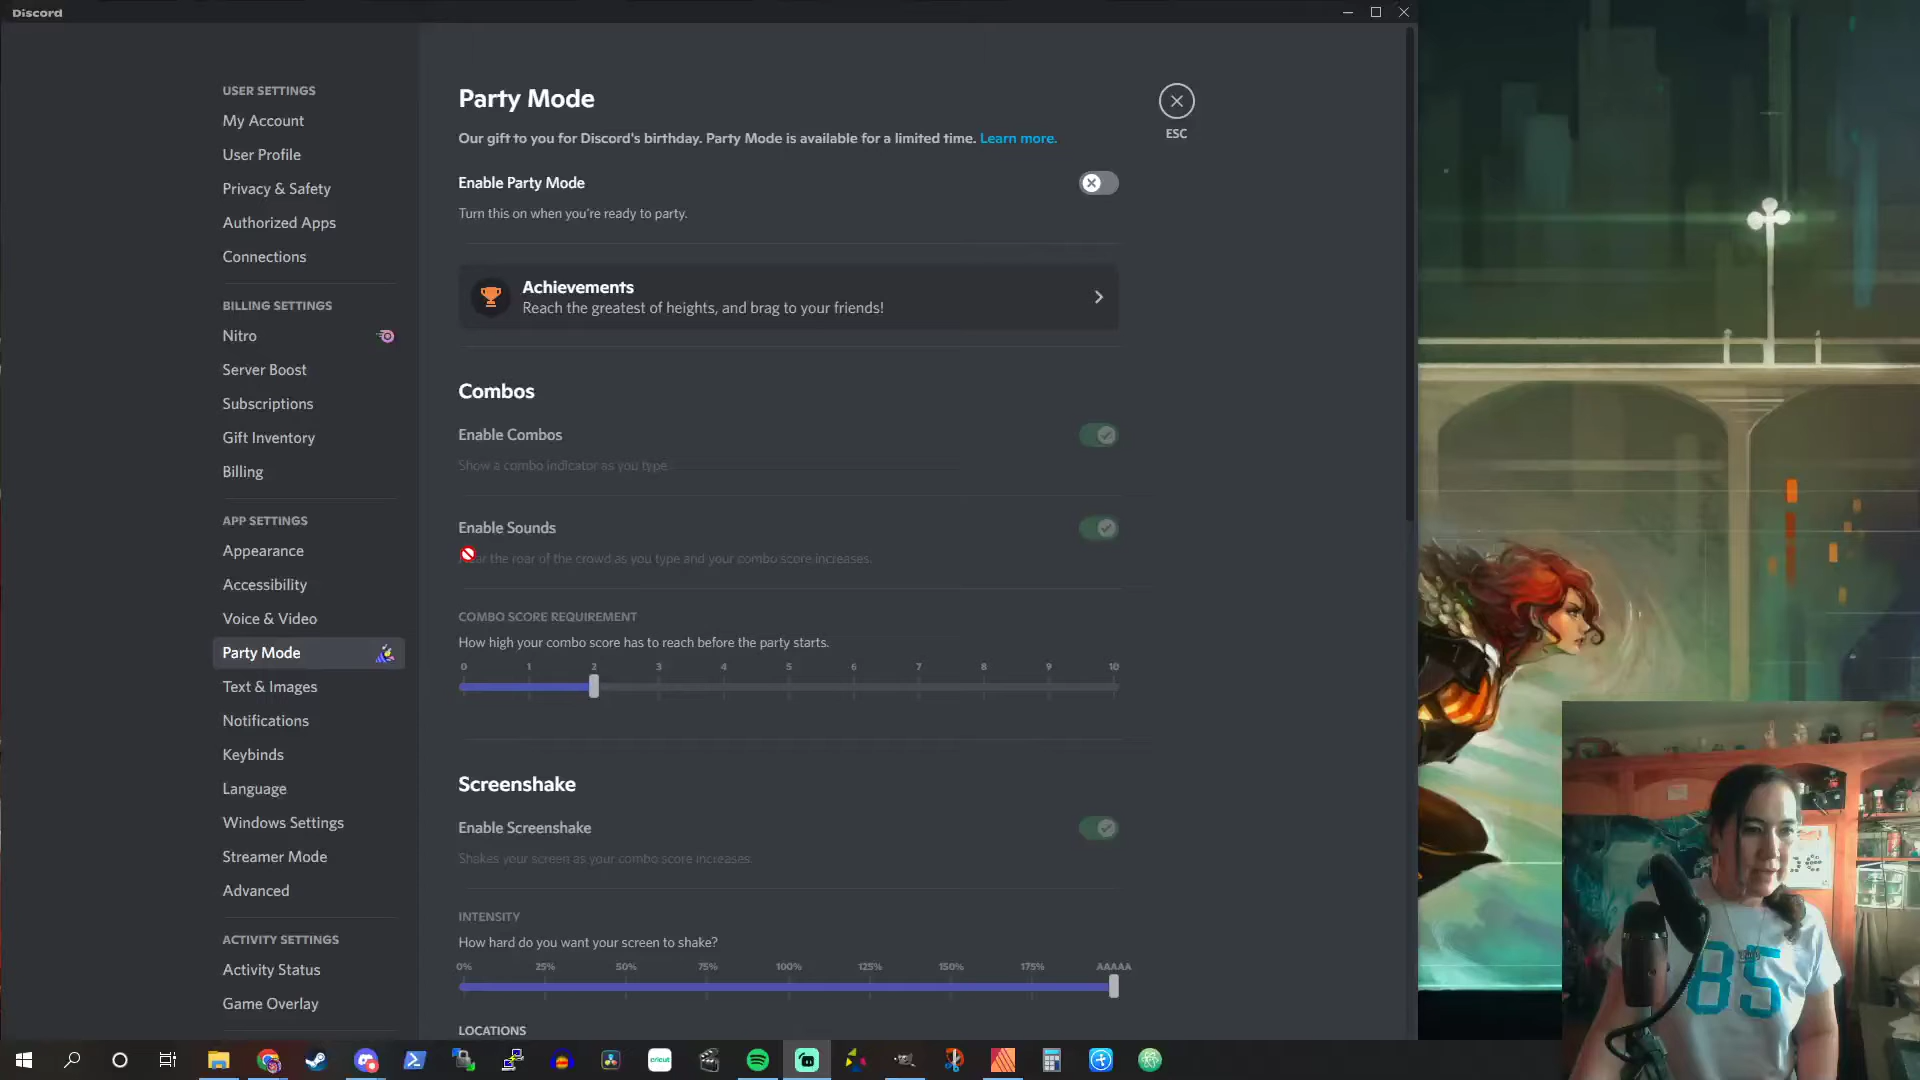 Discord
USER SETTINGS
My Account
User Profile
Privacy & Safety
Authorized Apps
Connections
BILLING SETTINGS
Nitro
Server Boost
Subscriptions
Gift Inventory
Billing
APP SETTINGS
Appearance
Accessibility
Voice & Video
Party Mode
Text & Images
Notifications
Keybinds
Language
Windows Settings
Streamer Mode
Advanced
ACTIVITY SETTINGS
Activity Status
Game Overlay
Party Mode
Our gift to you for Discord's birthday. Party Mode is available for a limited time. Learn more.
ESC
Enable Party Mode
Turn this on when you're ready to party.
Achievements
Reach the greatest of heights, and brag to your friends!
Combos
Enable Combos
Show a combo indicator as you type.
Enable Sounds
the roar of the crowd as you type and your combo score increases.
COMBO SCORE REQUIREMENT
How high your combo score has to reach before the party starts.
0 1 2 3 4 5 6 7 8 9 10
Screenshake
Enable Screenshake
Shakes your screen as your combo score increases.
INTENSITY
How hard do you want your screen to shake?
0% 25% 50% 75% 100% 125% 150% 175% AAAAA
LOCATIONS
cricut
85